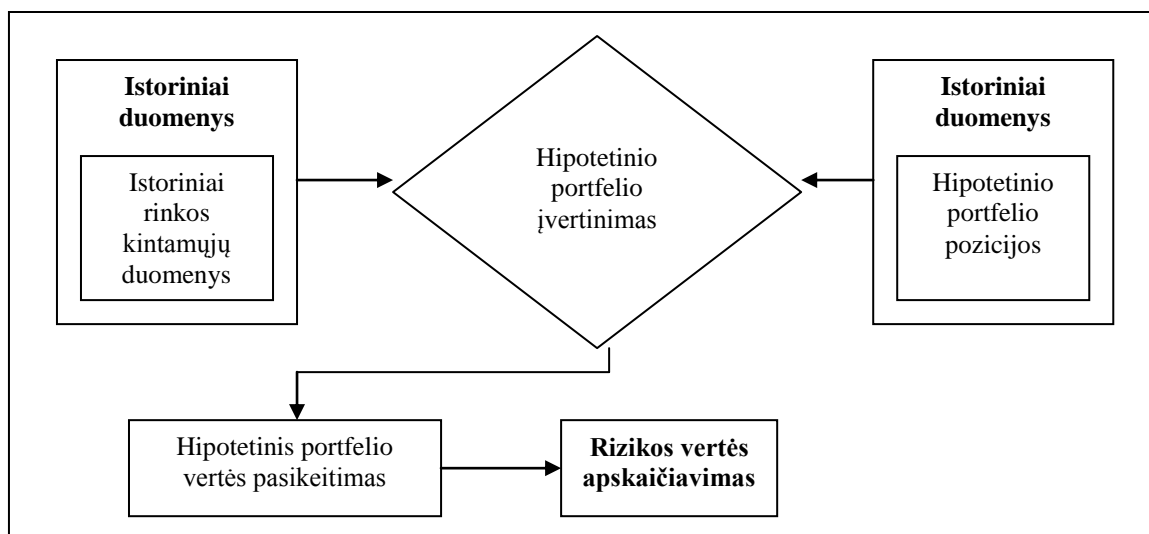 Istoriniai
duomenys
Istoriniai
rinkos
kintamųjų
duomenys
Hipotetinio
portfelio
įvertinimas
Istoriniai
duomenys
Hipotetinio
portfelio
pozicijos
Hipotetinis portfelio
vertės pasikeitimas
Rizikos vertės
apskaičiavimas